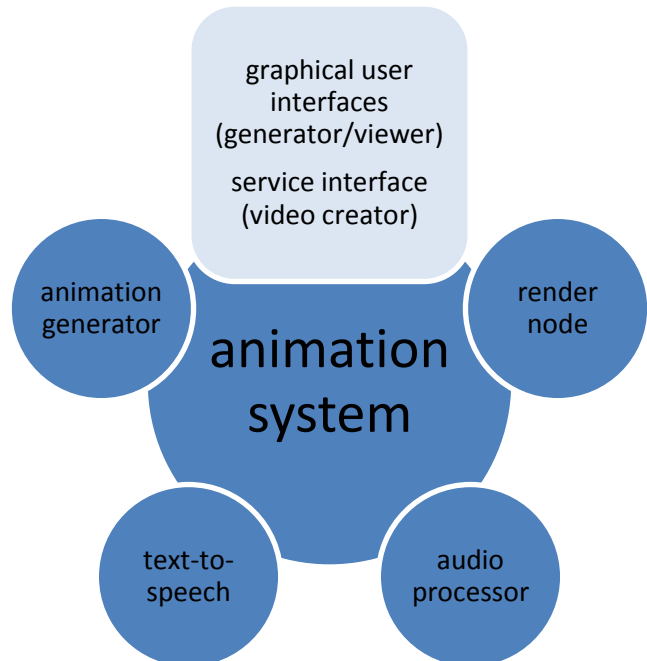 graphical user
interfaces
(generator/viewer)
service interface
(video creator)
animation
generator
render
node
animation
system
text-to-
speech
audio
processor